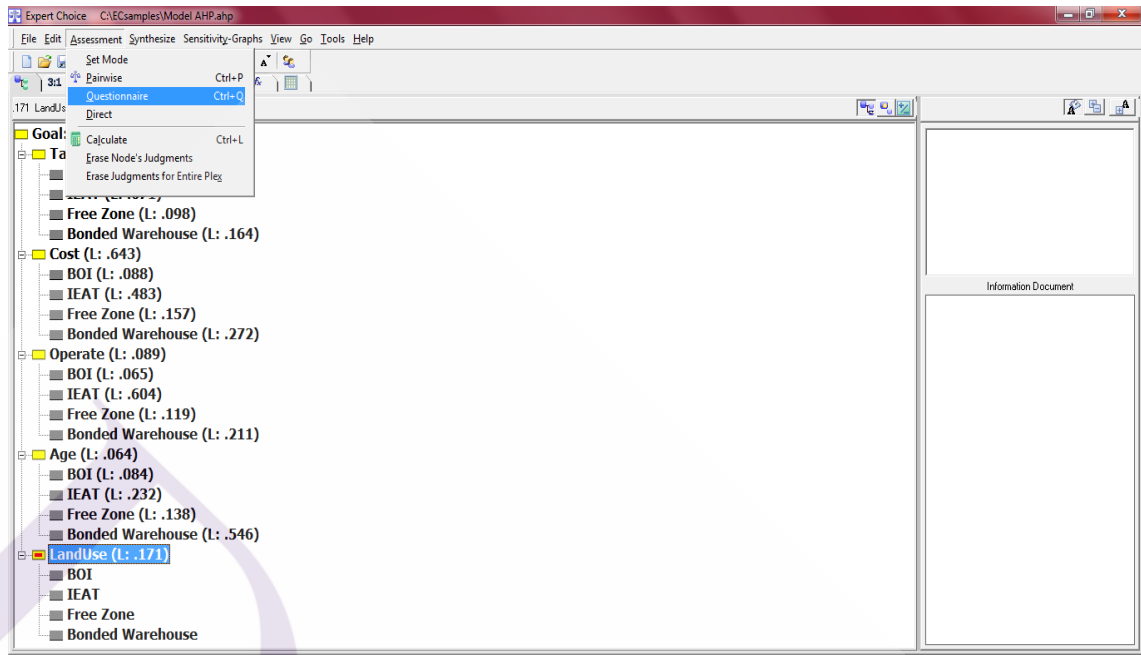 Expert Choice C:\ECsamples\Model AHP.ahp
File Edit Assessment Synthesize Sensitivity-Graphs View Go Tools Help
Set Mode
3:1 Pairwise Ctrl+P
Questionnaire Ctrl+Q
.171 LandUs
Direct
Goal:
Calculate Ctrl+L
Ta
Erase Node's Judgments
Erase Judgments for Entire Plex
Free Zone (L: .098)
Bonded Warehouse (L: .164)
Cost (L: .643)
BOI (L: .088)
IEAT (L: .483)
Free Zone (L: .157)
Bonded Warehouse (L: .272)
Operate (L: .089)
BOI (L: .065)
IEAT (L: .604)
Free Zone (L: .119)
Bonded Warehouse (L: .211)
Age (L: .064)
BOI (L: .084)
IEAT (L: .232)
Free Zone (L: .138)
Bonded Warehouse (L: .546)
LandUse (L: .171)
BOI
IEAT
Free Zone
Bonded Warehouse
Information Document